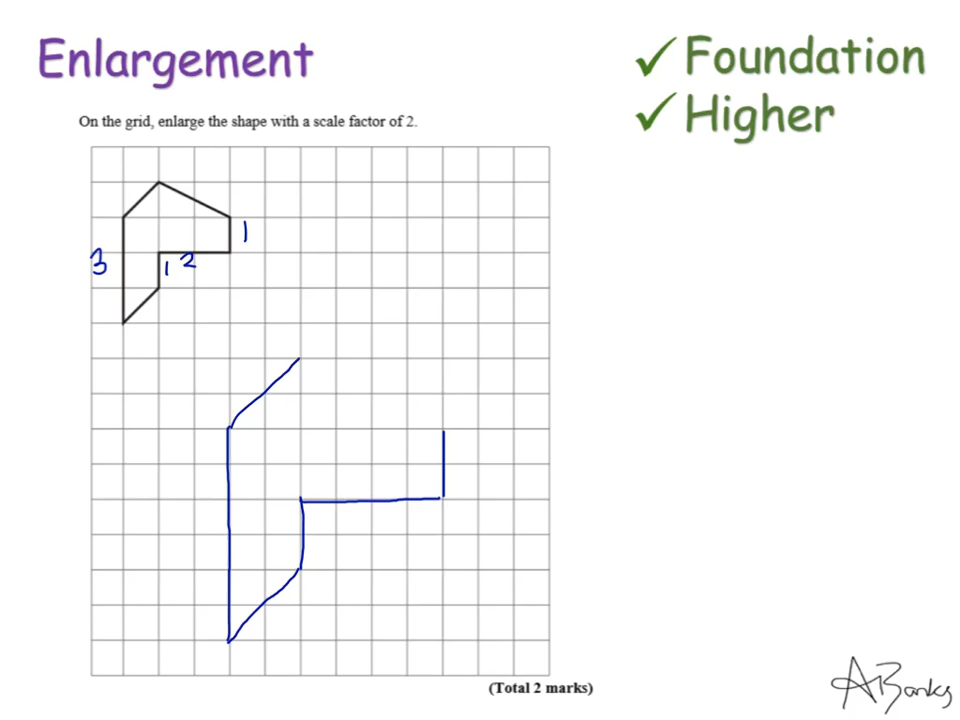 Enlargement
✓ Foundation
✓ Higher
On the grid, enlarge the shape with a scale factor of 2.
1
3
1 2
(Total 2 marks)
ABanks